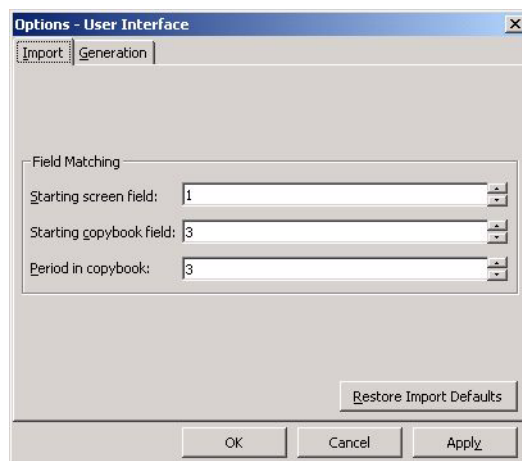 Options - User Interface
Import Generation
Field Matching
Starting screen field: 1
Starting copybook field: 3
Period in copybook: 3
Restore Import Defaults
OK Cancel Apply